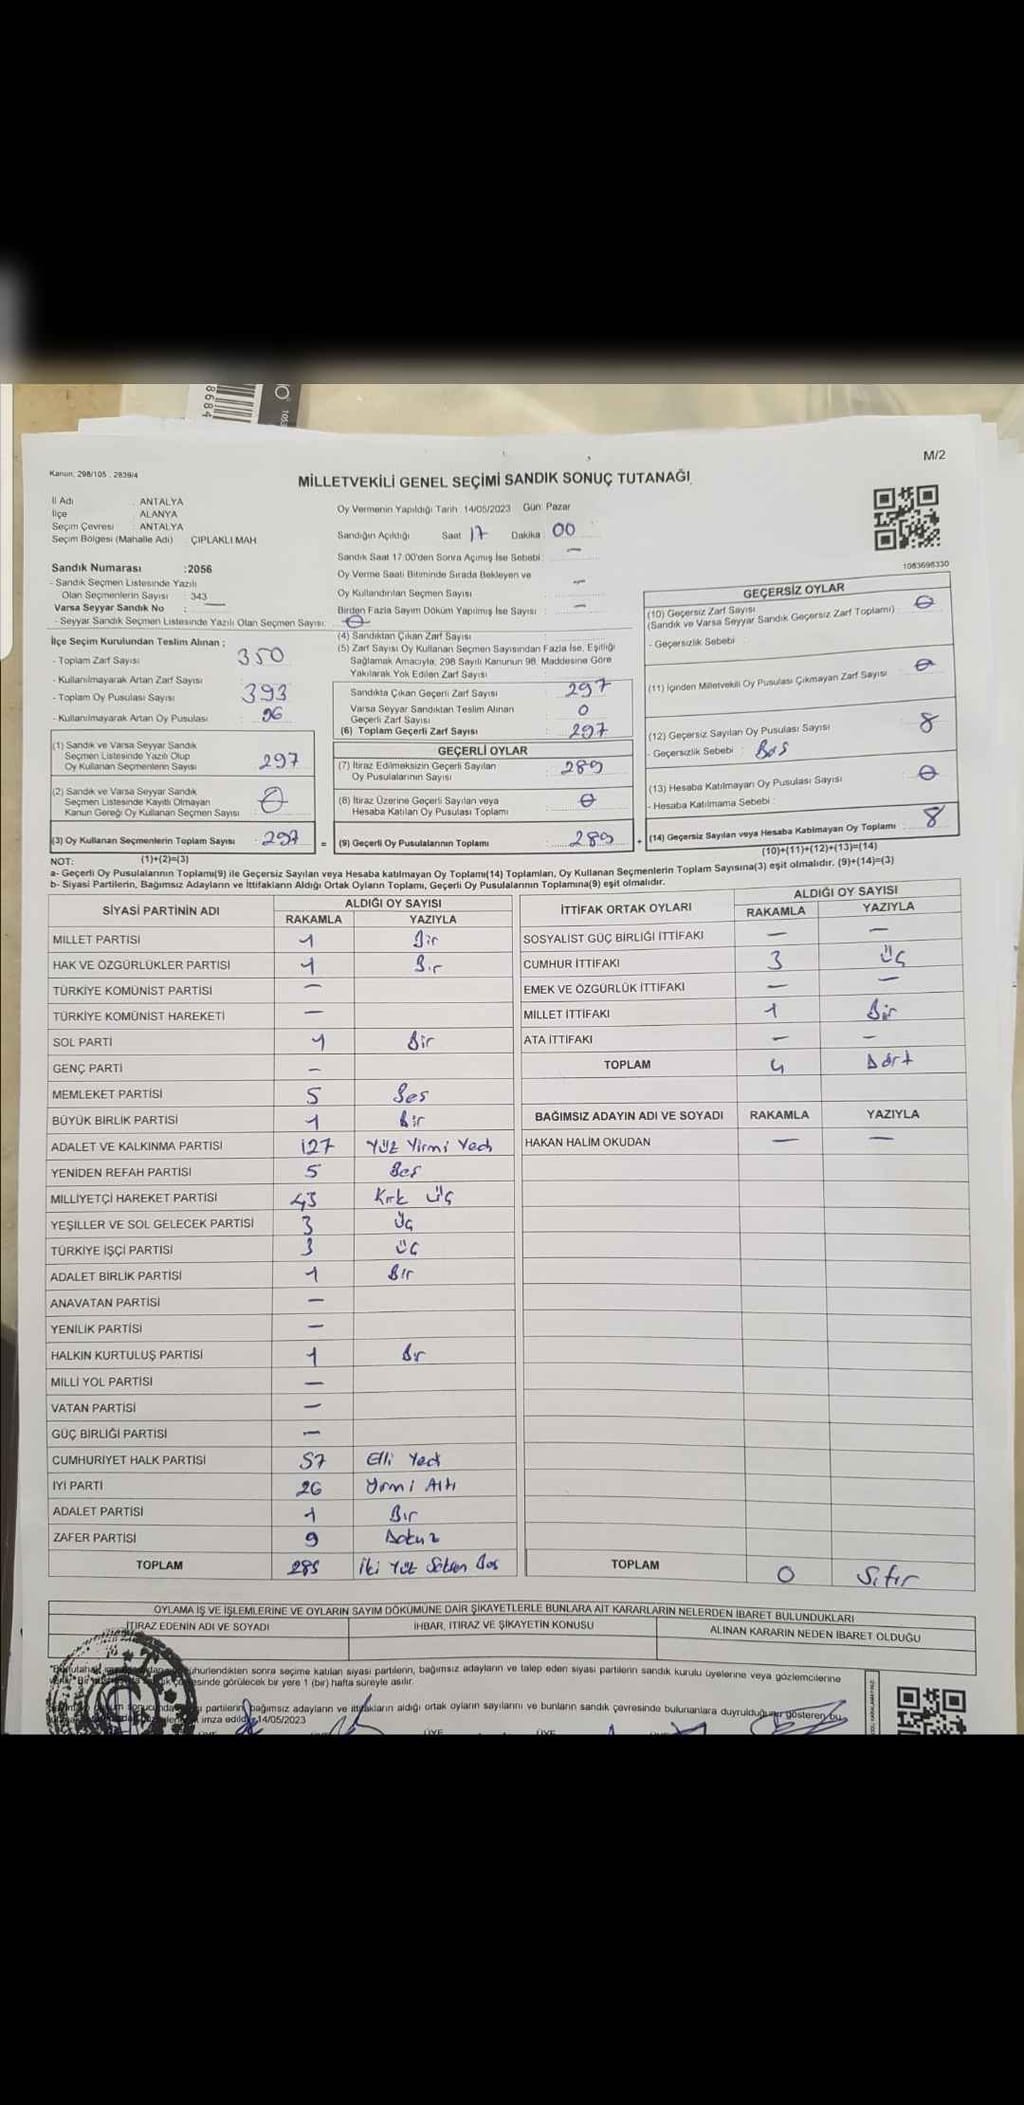 8684
M/2
Kanun: 298/105 , 2839/4
MİLLETVEKİLİ GENEL SEÇİMİ SANDIK SONUÇ TUTANAĞI
İl Adı : ANTALYA
İlçe : ALANYA
Seçim Çevresi : ANTALYA
Seçim Bölgesi (Mahalle Adı) : ÇIPLAKLI MAH
Sandık Numarası :2056
- Sandık Seçmen Listesinde Yazılı
Olan Seçmenlerin Sayısı : 343
Varsa Seyyar Sandık No : —
- Seyyar Sandık Seçmen Listesinde Yazılı Olan Seçmen Sayısı: 0
Oy Vermenin Yapıldığı Tarih : 14/05/2023 Gün: Pazar
Sandığın Açıldığı Saat 17 Dakika : 00
Sandık Saat 17:00'den Sonra Açımış İse Sebebi : —
Oy Verme Saati Bitiminde Sırada Bekleyen ve
Oy Kullandırılan Seçmen Sayısı : —
Birden Fazla Sayım Döküm Yapılmış İse Sayısı : —
1083698330
İlçe Seçim Kurulundan Teslim Alınan ;
- Toplam Zarf Sayısı : 350
- Kullanılmayarak Artan Zarf Sayısı :
- Toplam Oy Pusulası Sayısı : 393
- Kullanılmayarak Artan Oy Pusulası : 96
(1) Sandık ve Varsa Seyyar Sandık
Seçmen Listesinde Yazılı Olup
Oy Kullanan Seçmenlerin Sayısı : 297
(2) Sandık ve Varsa Seyyar Sandık
Seçmen Listesinde Kayıtlı Olmayan
Kanun Gereği Oy Kullanan Seçmen Sayısı : 0
(3) Oy Kullanan Seçmenlerin Toplam Sayısı : 297
(4) Sandıktan Çıkan Zarf Sayısı :
(5) Zarf Sayısı Oy Kullanan Seçmen Sayısından Fazla İse, Eşitliği
Sağlamak Amacıyla, 298 Sayılı Kanunun 98. Maddesine Göre
Yakılarak Yok Edilen Zarf Sayısı :
Sandıkta Çıkan Geçerli Zarf Sayısı : 297
Varsa Seyyar Sandıktan Teslim Alınan
Geçerli Zarf Sayısı : 0
(6) Toplam Geçerli Zarf Sayısı : 297
GEÇERLİ OYLAR
(7) İtiraz Edilmeksizin Geçerli Sayılan
Oy Pusulalarının Sayısı : 289
(8) İtiraz Üzerine Geçerli Sayılan veya
Hesaba Katılan Oy Pusulası Toplamı : 0
= (9) Geçerli Oy Pusulalarının Toplamı : 289
GEÇERSİZ OYLAR
(10) Geçersiz Zarf Sayısı
(Sandık ve Varsa Seyyar Sandık Geçersiz Zarf Toplamı) : 0
- Geçersizlik Sebebi :
(11) İçinden Milletvekili Oy Pusulası Çıkmayan Zarf Sayısı : 0
(12) Geçersiz Sayılan Oy Pusulası Sayısı : 8
- Geçersizlik Sebebi : Bos
(13) Hesaba Katılmayan Oy Pusulası Sayısı : 0
- Hesaba Katılmama Sebebi :
+ (14) Geçersiz Sayılan veya Hesaba Katılmayan Oy Toplamı : 8
NOT: (1)+(2)=(3)
(10)+(11)+(12)+(13)=(14)
a- Geçerli Oy Pusulalarının Toplamı(9) ile Geçersiz Sayılan veya Hesaba katılmayan Oy Toplamı(14) Toplamları, Oy Kullanan Seçmenlerin Toplam Sayısına(3) eşit olmalıdır. (9)+(14)=(3)
b- Siyasi Partilerin, Bağımsız Adayların ve İttifakların Aldığı Ortak Oyların Toplamı, Geçerli Oy Pusulalarının Toplamına(9) eşit olmalıdır.
SİYASİ PARTİNİN ADI
ALDIĞI OY SAYISI
RAKAMLA YAZIYLA
MİLLET PARTİSİ 1 Bir
HAK VE ÖZGÜRLÜKLER PARTİSİ 1 Bir
TÜRKİYE KOMÜNİST PARTİSİ —
TÜRKİYE KOMÜNİST HAREKETİ —
SOL PARTİ 1 Bir
GENÇ PARTİ —
MEMLEKET PARTİSİ 5 Bes
BÜYÜK BİRLİK PARTİSİ 1 Bir
ADALET VE KALKINMA PARTİSİ 127 Yüz Yirmi Yedi
YENİDEN REFAH PARTİSİ 5 Bes
MİLLİYETÇİ HAREKET PARTİSİ 43 Kırk Üç
YEŞİLLER VE SOL GELECEK PARTİSİ 3 Üç
TÜRKİYE İŞÇİ PARTİSİ 3 Üç
ADALET BİRLİK PARTİSİ 1 Bir
ANAVATAN PARTİSİ —
YENİLİK PARTİSİ —
HALKIN KURTULUŞ PARTİSİ 1 Bir
MİLLİ YOL PARTİSİ —
VATAN PARTİSİ —
GÜÇ BİRLİĞİ PARTİSİ —
CUMHURİYET HALK PARTİSİ 57 Elli Yedi
İYİ PARTİ 26 Yirmi Altı
ADALET PARTİSİ 1 Bir
ZAFER PARTİSİ 9 Dokuz
TOPLAM 285 İki Yüz Seksen Bes
İTTİFAK ORTAK OYLARI
ALDIĞI OY SAYISI
RAKAMLA YAZIYLA
SOSYALİST GÜÇ BİRLİĞİ İTTİFAKI — —
CUMHUR İTTİFAKI 3 Üç
EMEK VE ÖZGÜRLÜK İTTİFAKI — —
MİLLET İTTİFAKI 1 Bir
ATA İTTİFAKI — —
TOPLAM 4 Dört
BAĞIMSIZ ADAYIN ADI VE SOYADI RAKAMLA YAZIYLA
HAKAN HALİM OKUDAN — —
TOPLAM 0 Sıfır
OYLAMA İŞ VE İŞLEMLERİNE VE OYLARIN SAYIM DÖKÜMÜNE DAİR ŞİKAYETLERLE BUNLARA AİT KARARLARIN NELERDEN İBARET BULUNDUKLARI
İTİRAZ EDENİN ADI VE SOYADI İHBAR, İTİRAZ VE ŞİKAYETİN KONUSU ALINAN KARARIN NEDEN İBARET OLDUĞU
sonra seçime katılan siyasi partilerin, bağımsız adayların ve talep eden siyasi partilerin sandık kurulu üyelerine veya gözlemcilerine
görülecek bir yere 1 (bir) hafta süreyle asılır.
partilerin, bağımsız adayların ve ittifakların aldığı ortak oyların sayılarını ve bunların sandık çevresinde bulunanlara duyrulduğunu gösteren bu
imza edildi. 14/05/2023
ÜYE ÜYE